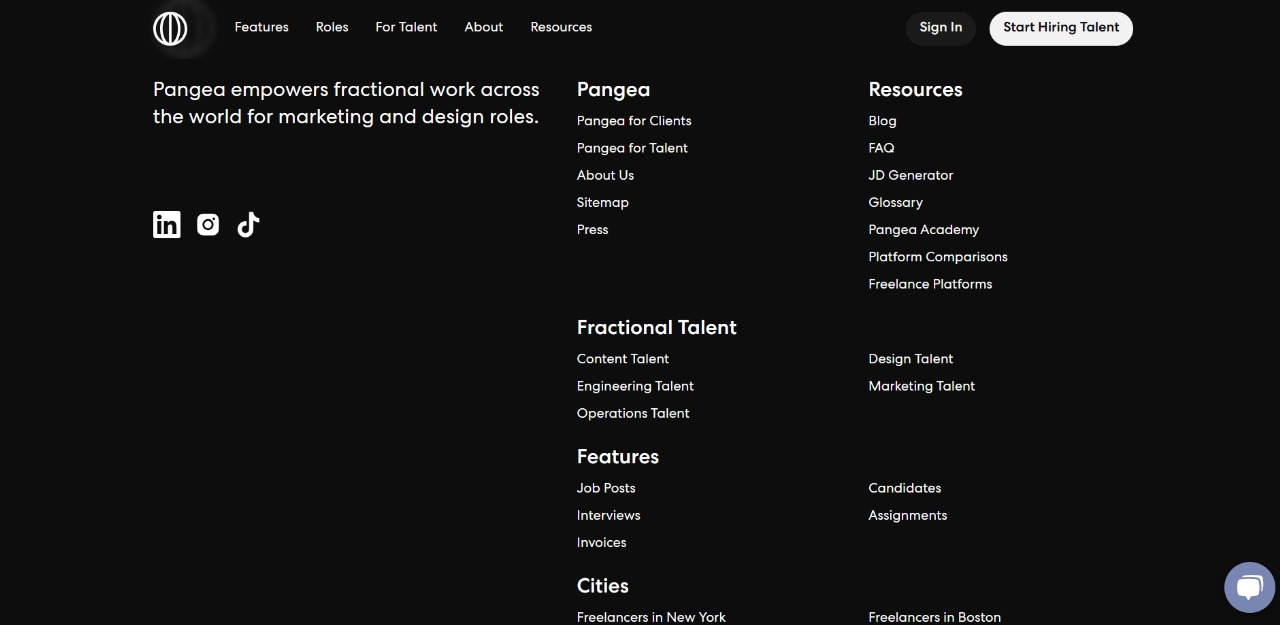 Features
Roles
For Talent
About
Resources
Sign In
Start Hiring Talent
Pangea empowers fractional work across
the world for marketing and design roles.
Pangea
Pangea for Clients
Pangea for Talent
About Us
Sitemap
Press
Resources
Blog
FAQ
JD Generator
Glossary
Pangea Academy
Platform Comparisons
Freelance Platforms
Fractional Talent
Content Talent
Design Talent
Engineering Talent
Marketing Talent
Operations Talent
Features
Job Posts
Candidates
Interviews
Assignments
Invoices
Cities
Freelancers in New York
Freelancers in Boston